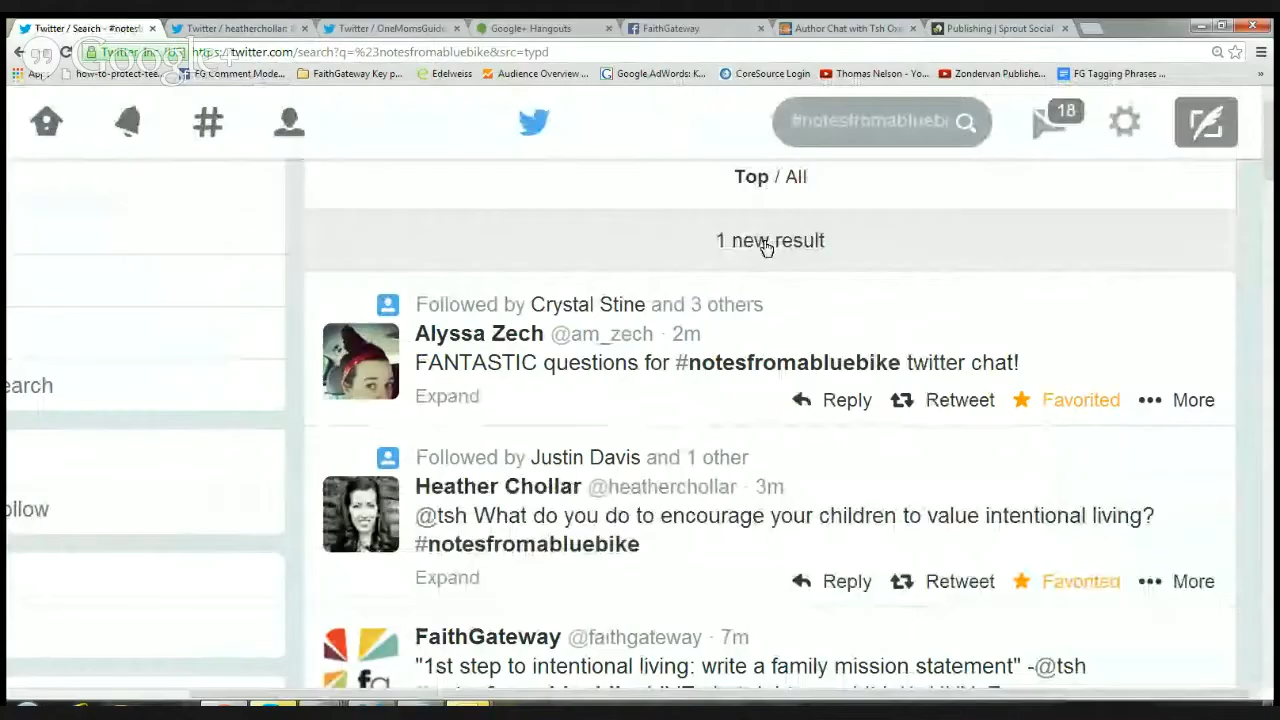 Twitter / Search - #notesf
Twitter / heatherchollar:
Twitter / OneMomsGuide
Google+ Hangouts
FaithGateway
Author Chat with Tsh Oxe
Publishing | Sprout Social
Google+
Twitter, Inc. [US] https://twitter.com/search?q=%23notesfromabluebike&src=typd
Apps
how-to-protect-tea...
FG Comment Mode...
FaithGateway Key p...
Edelweiss
Audience Overview ...
Google AdWords: K...
CoreSource Login
Thomas Nelson - Yo...
Zondervan Publishe...
FG Tagging Phrases ...
#notesfromabluebi
18
Top / All
1 new result
Followed by Crystal Stine and 3 others
Alyssa Zech @am_zech · 2m
FANTASTIC questions for #notesfromabluebike twitter chat!
Expand
Reply Retweet Favorited More
earch
Followed by Justin Davis and 1 other
Heather Chollar @heatherchollar · 3m
@tsh What do you do to encourage your children to value intentional living?
#notesfromabluebike
Expand
Reply Retweet Favorited More
ollow
FaithGateway @faithgateway · 7m
"1st step to intentional living: write a family mission statement" -@tsh